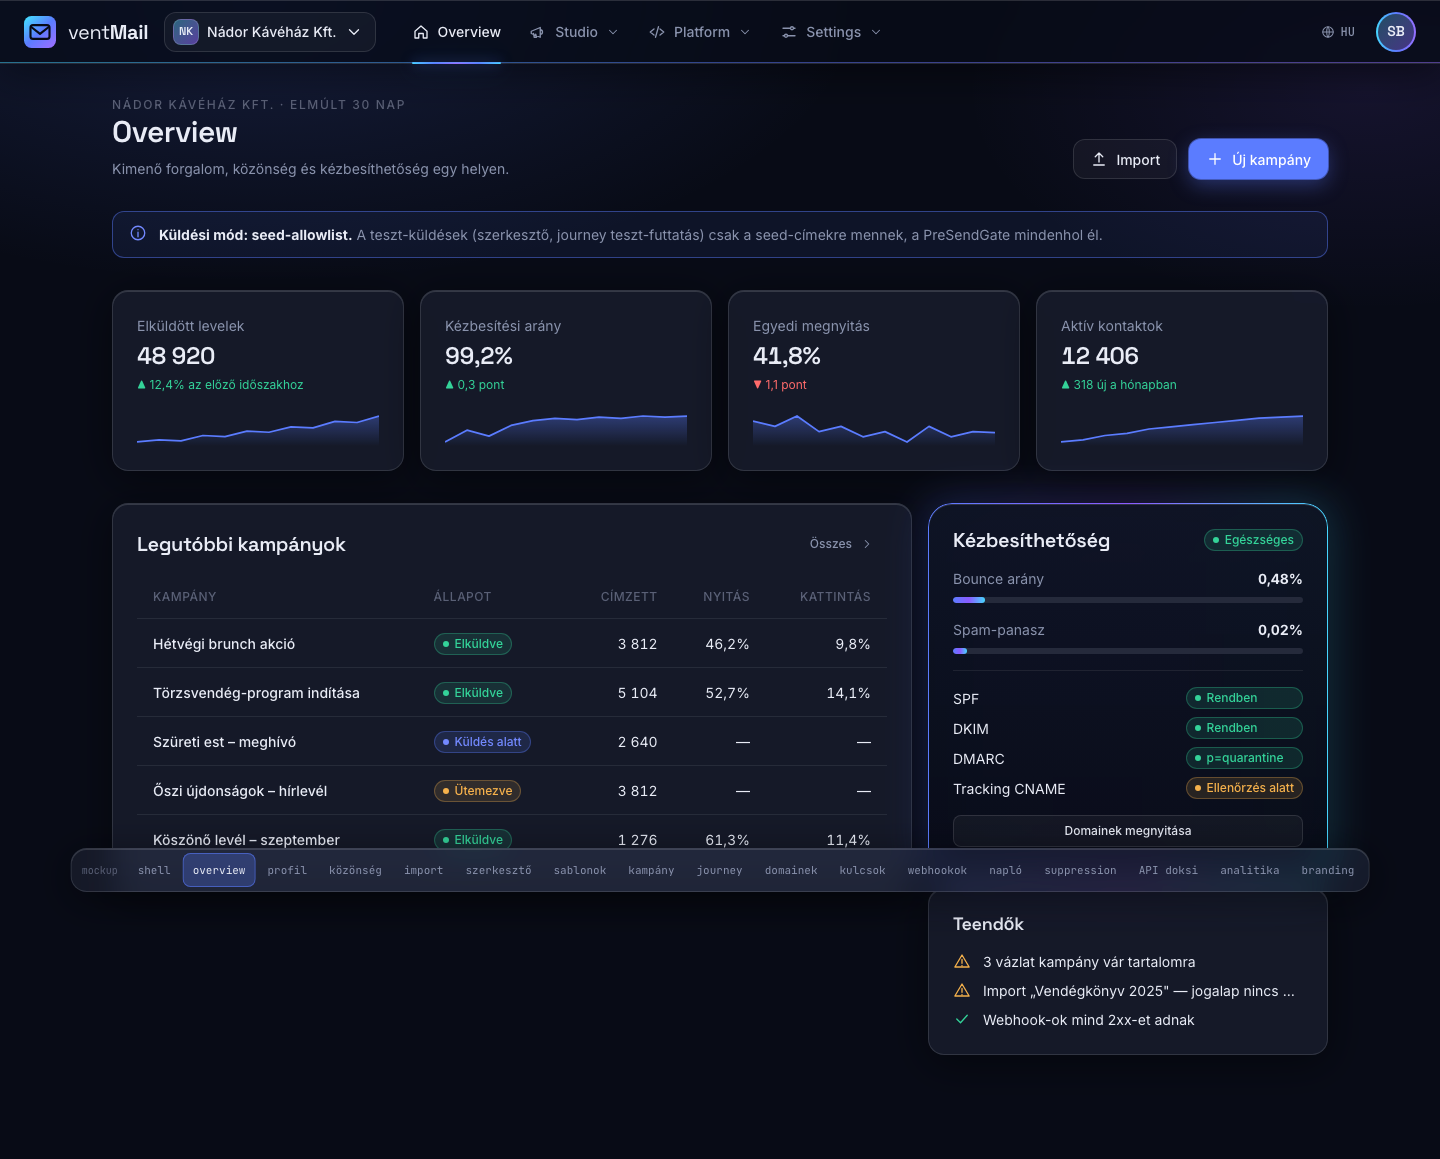 ventMail
NK Nádor Kávéház Kft.
Overview
Studio
Platform
Settings
HU
SB
NÁDOR KÁVÉHÁZ KFT. · ELMÚLT 30 NAP
Overview
Kimenő forgalom, közönség és kézbesíthetőség egy helyen.
Import
Új kampány
Küldési mód: seed-allowlist. A teszt-küldések (szerkesztő, journey teszt-futtatás) csak a seed-címekre mennek, a PreSendGate mindenhol él.
Elküldött levelek
48 920
▲ 12,4% az előző időszakhoz
Kézbesítési arány
99,2%
▲ 0,3 pont
Egyedi megnyitás
41,8%
▼ 1,1 pont
Aktív kontaktok
12 406
▲ 318 új a hónapban
Legutóbbi kampányok
Összes
KAMPÁNY ÁLLAPOT CÍMZETT NYITÁS KATTINTÁS
Hétvégi brunch akció Elküldve 3 812 46,2% 9,8%
Törzsvendég-program indítása Elküldve 5 104 52,7% 14,1%
Szüreti est – meghívó Küldés alatt 2 640 — —
Őszi újdonságok – hírlevél Ütemezve 3 812 — —
Köszönő levél – szeptember Elküldve 1 276 61,3% 11,4%
Kézbesíthetőség
Egészséges
Bounce arány 0,48%
Spam-panasz 0,02%
SPF Rendben
DKIM Rendben
DMARC p=quarantine
Tracking CNAME Ellenőrzés alatt
Domainek megnyitása
mockup shell overview profil közönség import szerkesztő sablonok kampány journey domainek kulcsok webhookok napló suppression API doksi analitika branding
Teendők
3 vázlat kampány vár tartalomra
Import „Vendégkönyv 2025" — jogalap nincs ...
Webhook-ok mind 2xx-et adnak